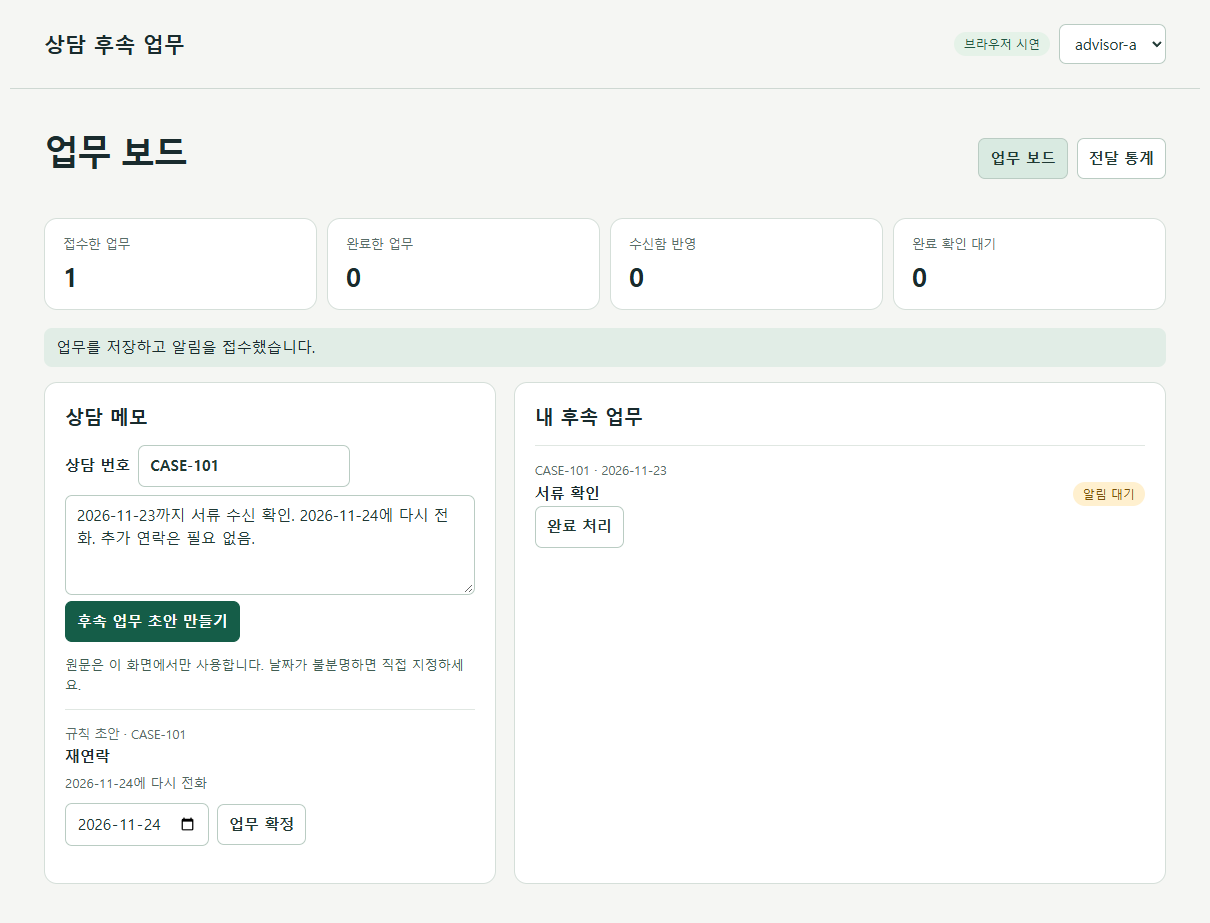 상담 후속 업무
브라우저 시연
advisor-a
업무 보드
업무 보드
전달 통계
접수한 업무
1
완료한 업무
0
수신함 반영
0
완료 확인 대기
0
업무를 저장하고 알림을 접수했습니다.
상담 메모
상담 번호
CASE-101
2026-11-23까지 서류 수신 확인. 2026-11-24에 다시 전
화. 추가 연락은 필요 없음.
후속 업무 초안 만들기
원문은 이 화면에서만 사용합니다. 날짜가 불분명하면 직접 지정하세
요.
규칙 초안 · CASE-101
재연락
2026-11-24에 다시 전화
2026-11-24
업무 확정
내 후속 업무
CASE-101 · 2026-11-23
서류 확인
알림 대기
완료 처리